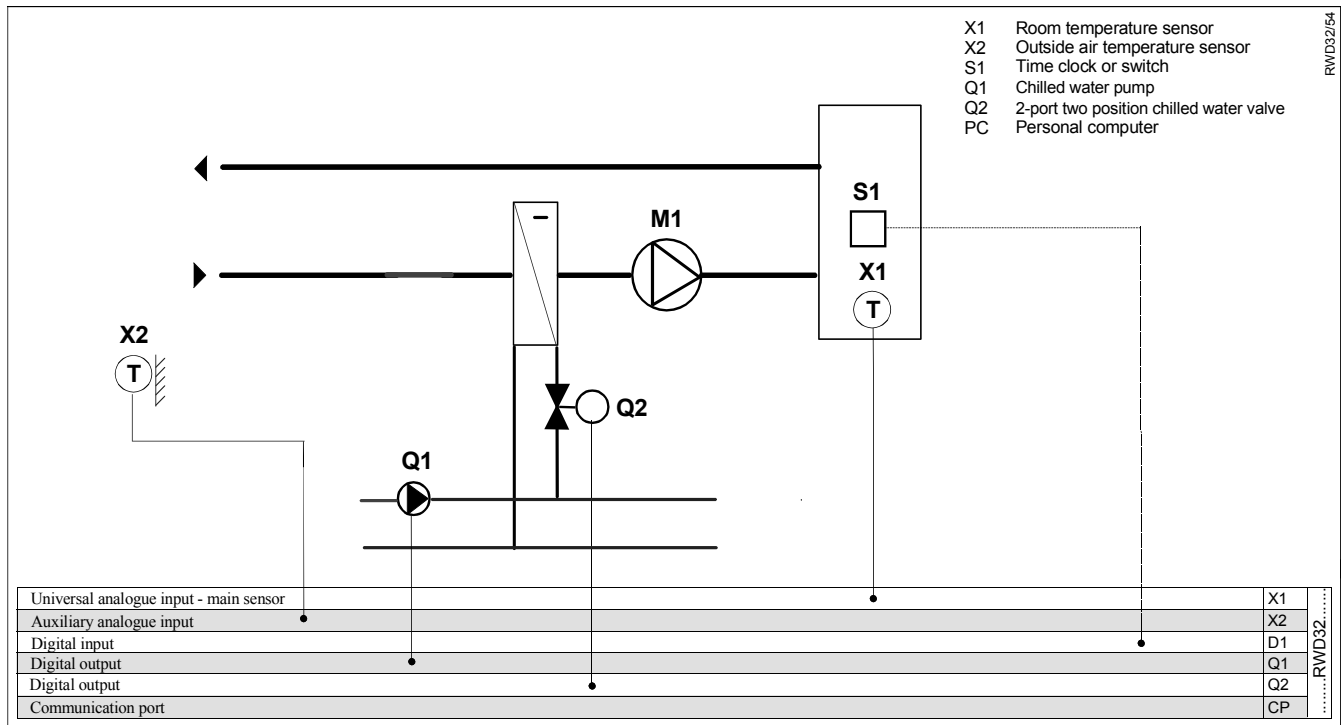 X1 Room temperature sensor
X2 Outside air temperature sensor
S1 Time clock or switch
Q1 Chilled water pump
Q2 2-port two position chilled water valve
PC Personal computer
RWD32/54
S1
M1
X1
T
X2
T
Q2
Q1
Universal analogue input - main sensor X1
Auxiliary analogue input X2
Digital input D1
Digital output Q1
Digital output Q2
Communication port CP
........RWD32.......